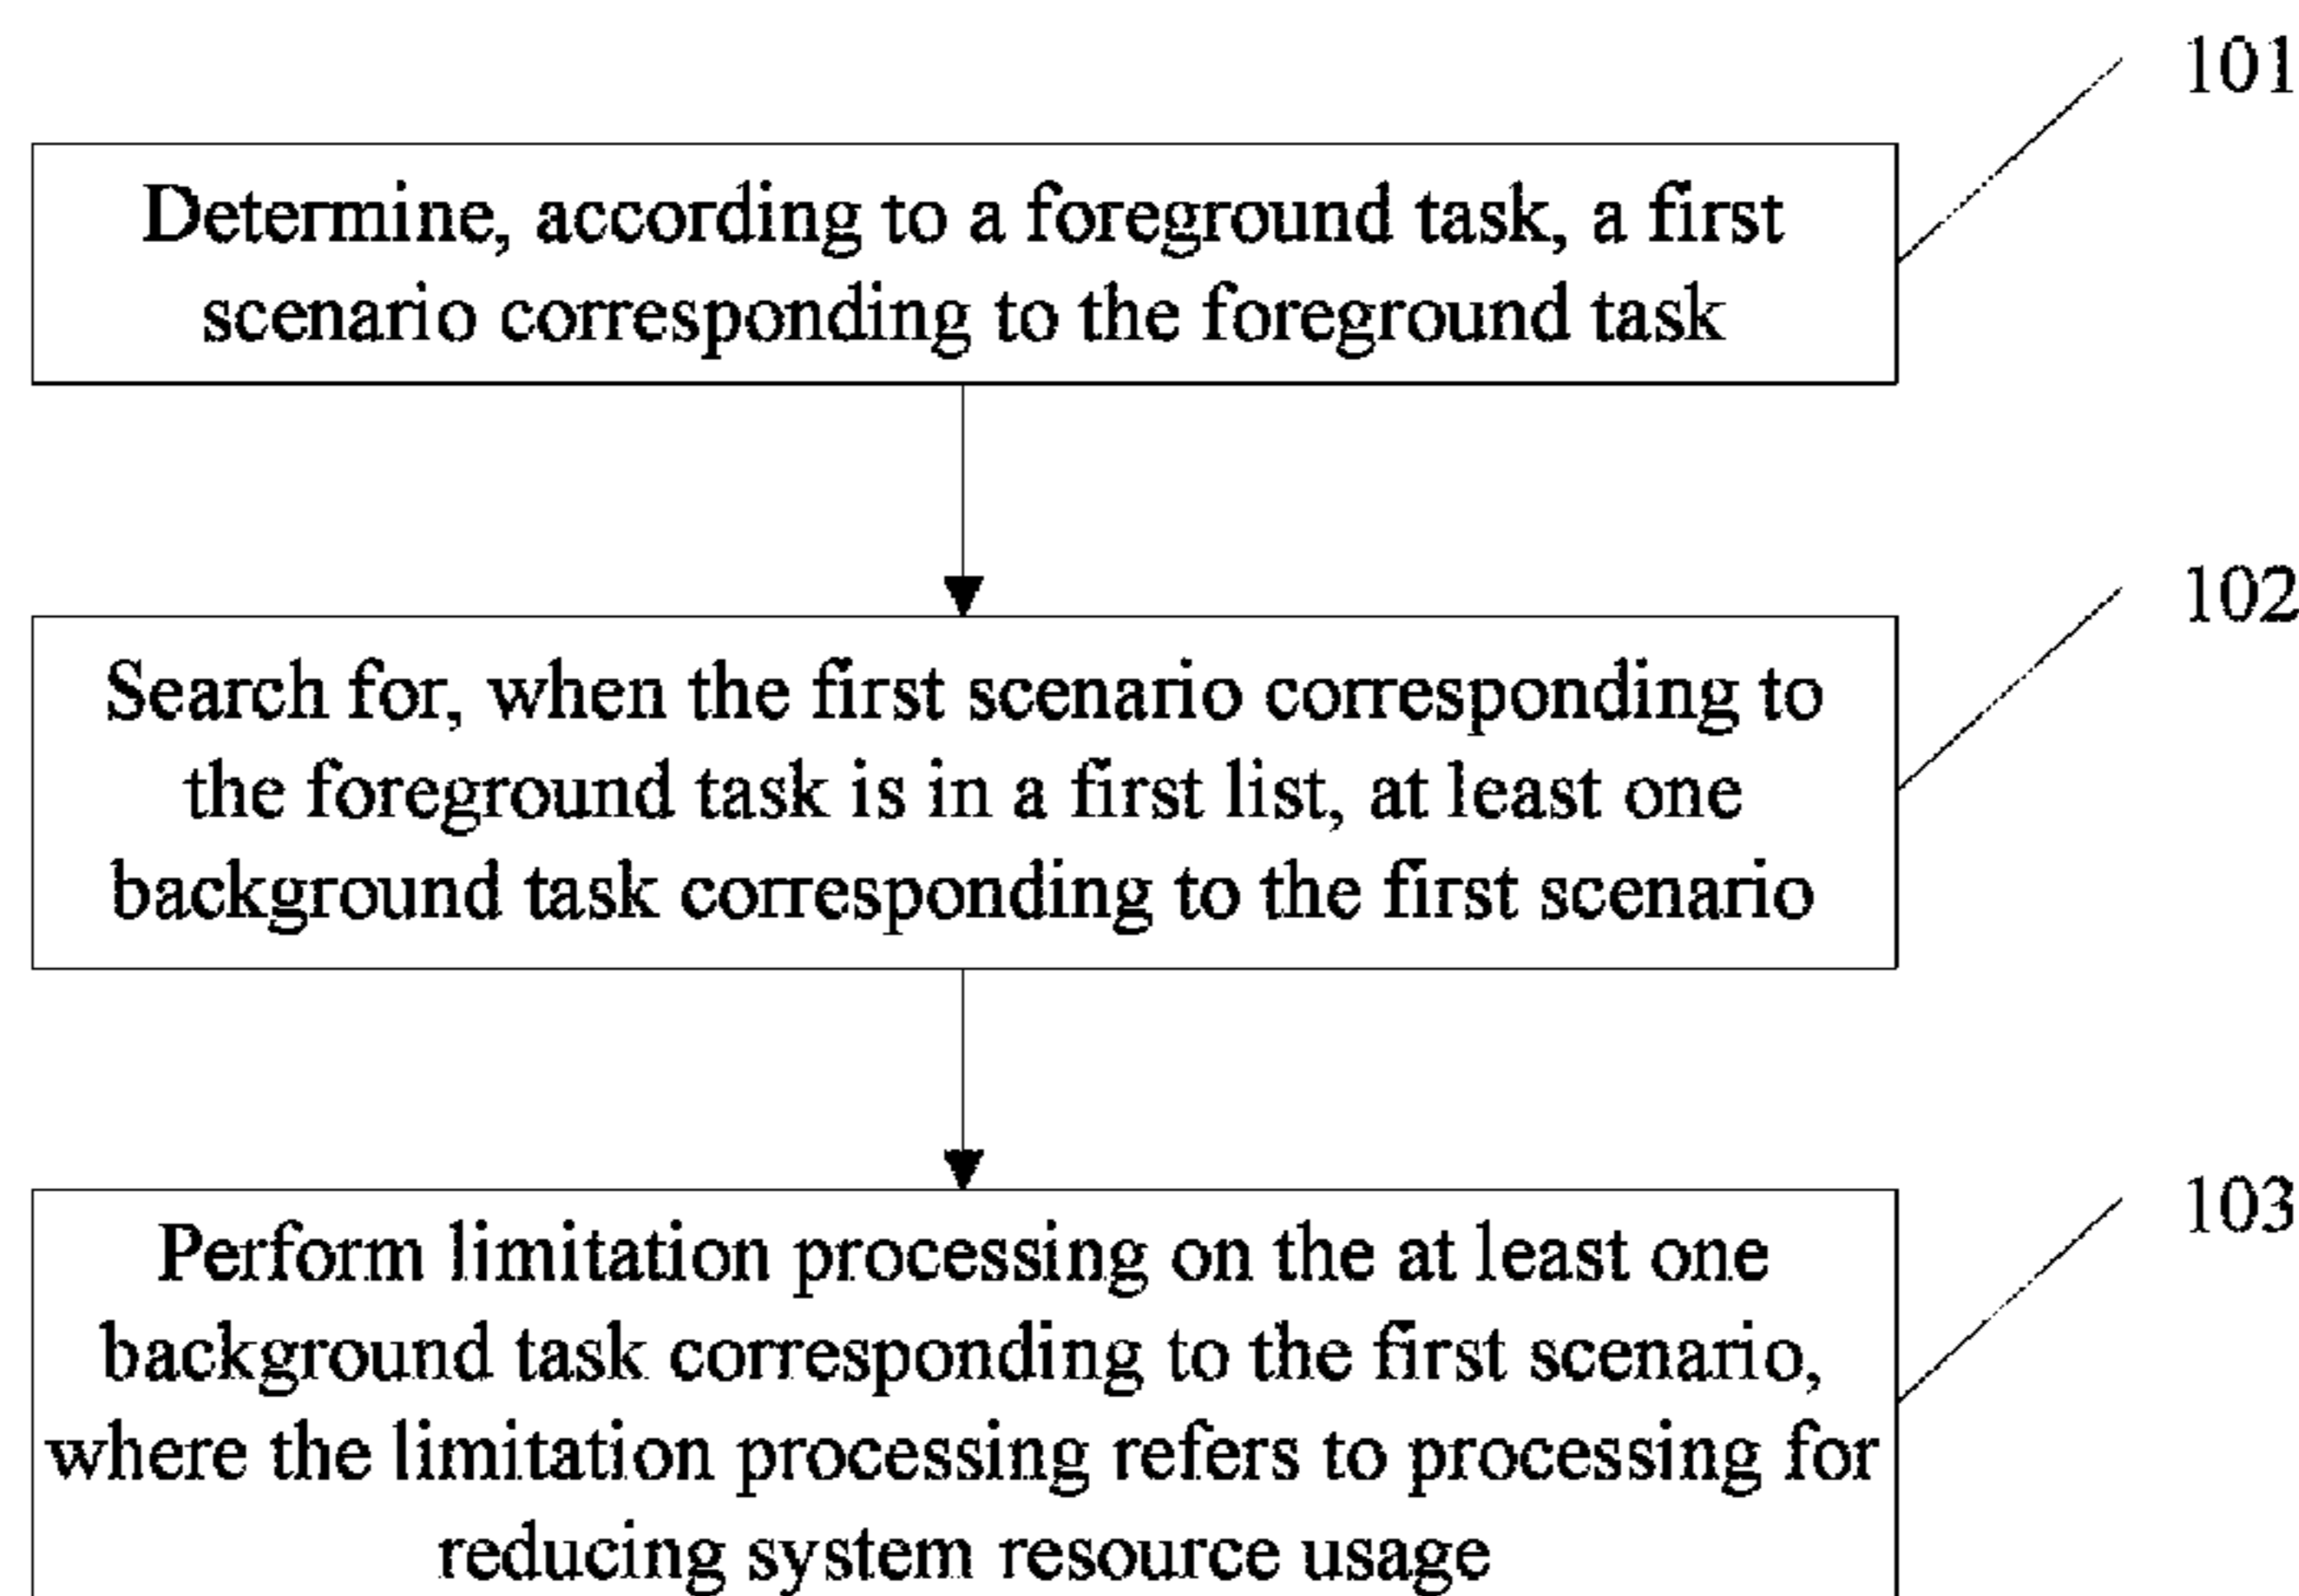 101
Determine, according to a foreground task, a first
scenario corresponding to the foreground task
102
Search for, when the first scenario corresponding to
the foreground task is in a first list, at least one
background task corresponding to the first scenario
103
Perform limitation processing on the at least one
background task corresponding to the first scenario,
where the limitation processing refers to processing for
reducing system resource usage